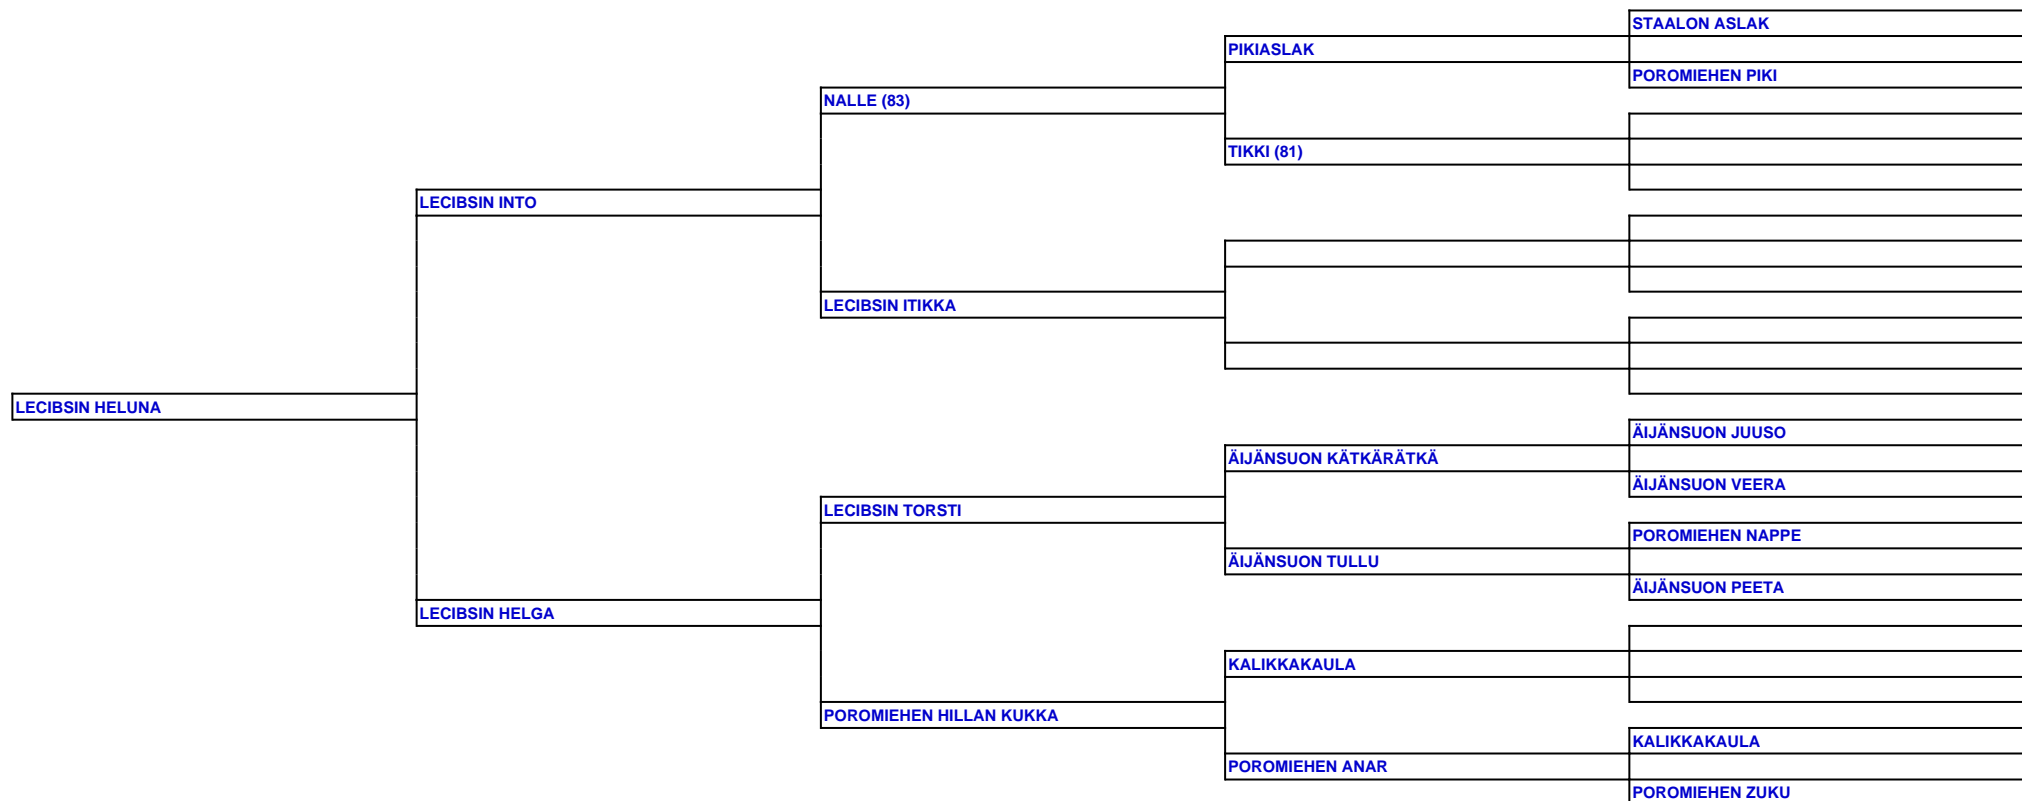 STAALON ASLAK
PIKIASLAK
POROMIEHEN PIKI
NALLE (83)
TIKKI (81)
LECIBSIN INTO
LECIBSIN ITIKKA
LECIBSIN HELUNA
ÄIJÄNSUON JUUSO
ÄIJÄNSUON KÄTKÄRÄTKÄ
ÄIJÄNSUON VEERA
LECIBSIN TORSTI
POROMIEHEN NAPPE
ÄIJÄNSUON TULLU
ÄIJÄNSUON PEETA
LECIBSIN HELGA
KALIKKAKAULA
POROMIEHEN HILLAN KUKKA
KALIKKAKAULA
POROMIEHEN ANAR
POROMIEHEN ZUKU